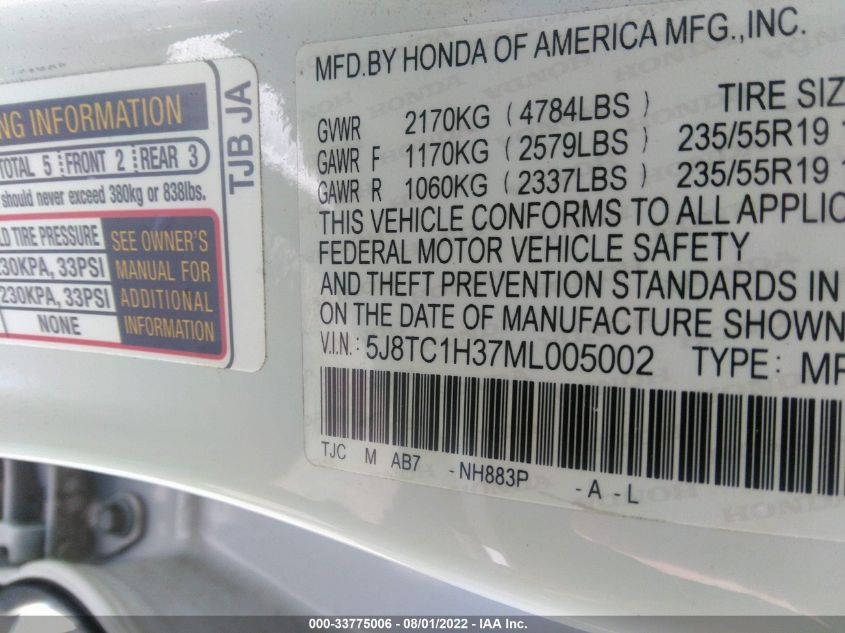 NG INFORMATION
TOTAL 5 FRONT 2 REAR 3
should never exceed 380kg or 838lbs.
LD TIRE PRESSURE
230KPA, 33PSI
230KPA, 33PSI
NONE
SEE OWNER'S
MANUAL FOR
ADDITIONAL
INFORMATION
TJB JA
MFD.BY HONDA OF AMERICA MFG.,INC.
GVWR 2170KG (4784LBS) TIRE SIZ
GAWR F 1170KG (2579LBS) 235/55R19 1
GAWR R 1060KG (2337LBS) 235/55R19 1
THIS VEHICLE CONFORMS TO ALL APPLIC
FEDERAL MOTOR VEHICLE SAFETY
AND THEFT PREVENTION STANDARDS IN
ON THE DATE OF MANUFACTURE SHOWN
V.I.N: 5J8TC1H37ML005002 TYPE: MP
TJC M AB7 -NH883P -A-L
000-33775006 - 08/01/2022 - IAA Inc.